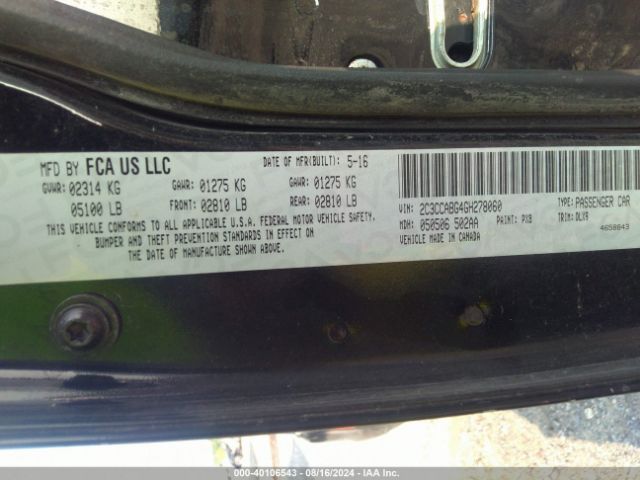 MFD BY FCA US LLC DATE OF MFR(BUILT): 5-16
GVWR: 02314 KG GAWR: 01275 KG GAWR: 01275 KG
05100 LB FRONT: 02810 LB REAR: 02810 LB
THIS VEHICLE CONFORMS TO ALL APPLICABLE U.S.A. FEDERAL MOTOR VEHICLE SAFETY,
BUMPER AND THEFT PREVENTION STANDARDS IN EFFECT ON
THE DATE OF MANUFACTURE SHOWN ABOVE.
VIN: 2C3CCABG4GH278060 TYPE: PASSENGER CAR
MDH: 050506 502AA PAINT: PXB TRIM: DLX9
VEHICLE MADE IN CANADA 4658643
000-40106543 - 08/16/2024 - IAA Inc.